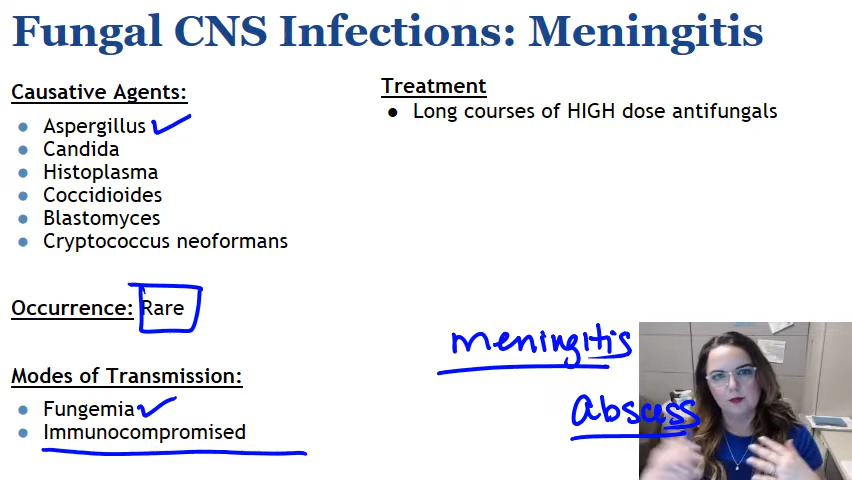 Fungal CNS Infections: Meningitis
Causative Agents:
Aspergillus
Candida
Histoplasma
Coccidioides
Blastomyces
Cryptococcus neoformans
Occurrence: Rare
Modes of Transmission:
Fungemia
Immunocompromised
Treatment
Long courses of HIGH dose antifungals
meningitis
abscess